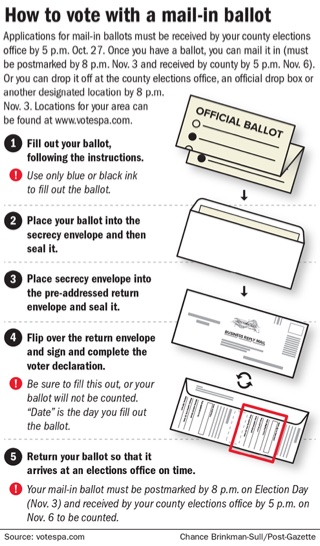 How to vote with a mail-in ballot
Applications for mail-in ballots must be received by your county elections
office by 5 p.m. Oct. 27. Once you have a ballot, you can mail it in (must
be postmarked by 8 p.m. Nov. 3 and received by county by 5 p.m. Nov. 6).
Or you can drop it off at the county elections office, an official drop box or
another designated location by 8 p.m.
Nov. 3. Locations for your area can
be found at www.votespa.com.
OFFICIAL BALLOT
1 Fill out your ballot,
following the instructions.
! Use only blue or black ink
to fill out the ballot.
2 Place your ballot into the
secrecy envelope and then
seal it.
3 Place secrecy envelope into
the pre-addressed return
envelope and seal it.
BUSINESS REPLY MAIL
4 Flip over the return envelope
and sign and complete the
voter declaration.
! Be sure to fill this out, or your
ballot will not be counted.
“Date” is the day you fill out
the ballot.
5 Return your ballot so that it
arrives at an elections office on time.
! Your mail-in ballot must be postmarked by 8 p.m. on Election Day
(Nov. 3) and received by your county elections office by 5 p.m. on
Nov. 6 to be counted.
Source: votespa.com
Chance Brinkman-Sull/Post-Gazette